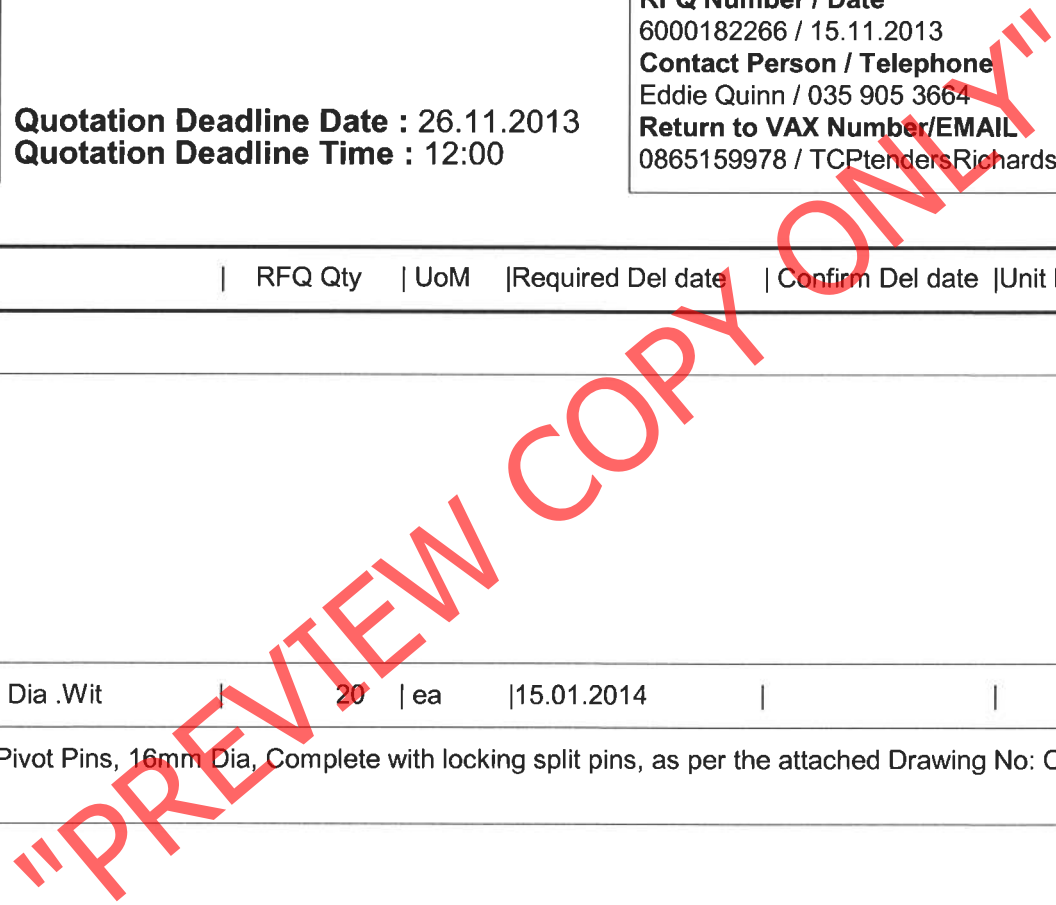 RFQ Number / Date
6000182266 / 15.11.2013
Contact Person / Telephone
Eddie Quinn / 035 905 3664
Quotation Deadline Date : 26.11.2013
Return to VAX Number/EMAIL
Quotation Deadline Time : 12:00
0865159978 / TCPtendersRichards
| RFQ Qty | UoM |Required Del date | Confirm Del date |Unit
Dia .Wit | 20 | ea |15.01.2014 | |
Pivot Pins, 16mm Dia, Complete with locking split pins, as per the attached Drawing No:
"PREVIEW COPY ONLY"